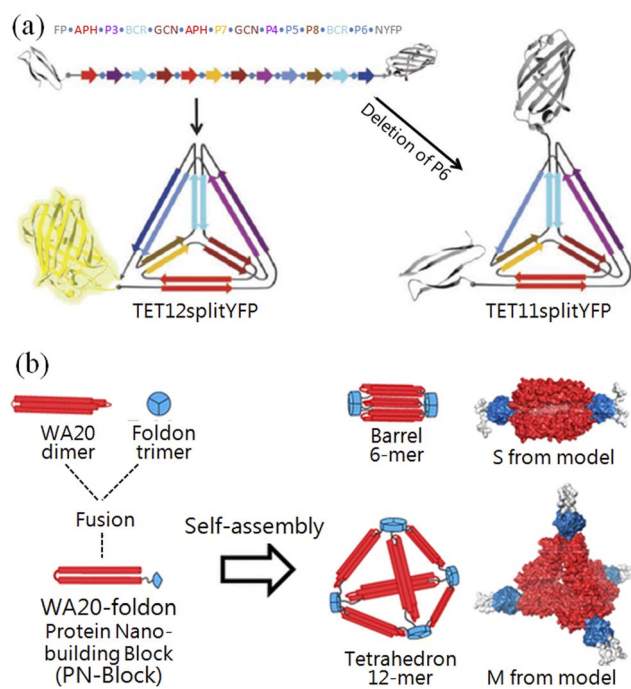 (a)
FP•APH•P3•BCR•GCN•APH•P7•GCN•P4•P5•P8•BCR•P6•NYFP
Deletion of P6
TET12splitYFP
TET11splitYFP
(b)
WA20
dimer
Foldon
trimer
Fusion
WA20-foldon
Protein Nano-
building Block
(PN-Block)
Self-assembly
Barrel
6-mer
S from model
Tetrahedron
12-mer
M from model